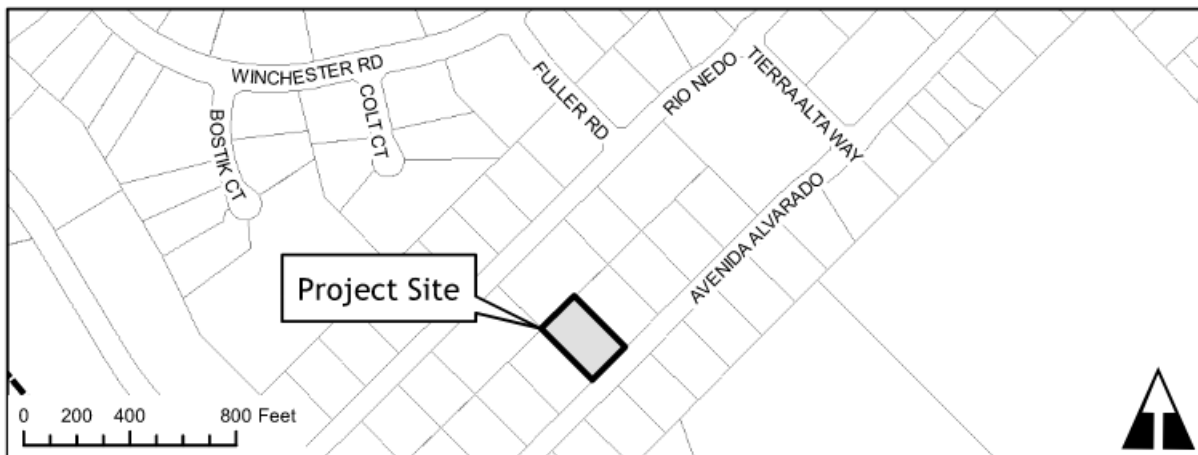 WINCHESTER RD
BOSTIK CT
COLT CT
FULLER RD
RIO NEDO
TIERRA ALTA WAY
AVENIDA ALVARADO
Project Site
0 200 400 800 Feet